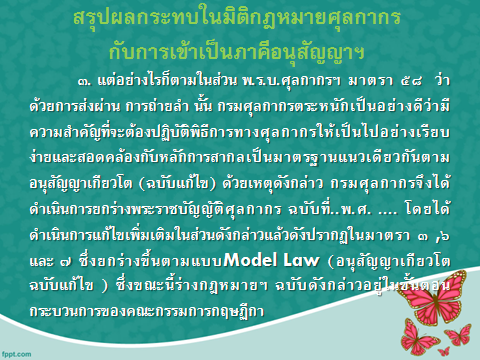 สรุปผลกระทบในมิติกฎหมายศุลกากร
กับการเข้าเป็นภาคีอนุสัญญาฯ
๓. แต่อย่างไรก็ตามในส่วน พ.ร.บ.ศุลกากรฯ มาตรา ๕๘ ว่า
ด้วยการส่งผ่าน การถ่ายลำ นั้น กรมศุลกากรตระหนักเป็นอย่างดีว่ามี
ความสำคัญที่จะต้องปฏิบัติพิธีการทางศุลกากรให้เป็นไปอย่างเรียบ
ง่ายและสอดคล้องกับหลักการสากลเป็นมาตรฐานแนวเดียวกันตาม
อนุสัญญาเกียวโต (ฉบับแก้ไข) ด้วยเหตุดังกล่าว กรมศุลกากรจึงได้
ดำเนินการยกร่างพระราชบัญญัติศุลกากร ฉบับที่..พ.ศ. .... โดยได้
ดำเนินการแก้ไขเพิ่มเติมในส่วนดังกล่าวแล้วดังปรากฏในมาตรา ๓ ,๖
และ ๗ ซึ่งยกร่างขึ้นตามแบบModel Law (อนุสัญญาเกียวโต
ฉบับแก้ไข ) ซึ่งขณะนี้ร่างกฎหมายฯ ฉบับดังกล่าวอยู่ในขั้นตอน
กระบวนการของคณะกรรมการกฤษฎีกา
fppt.com